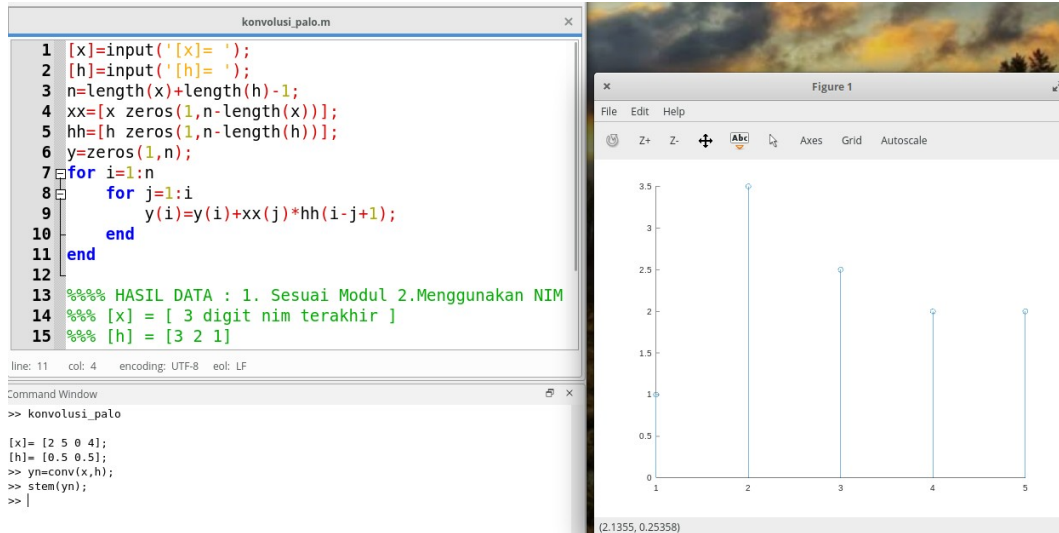 konvolusi_palo.m
1 [x]=input('[x]= ');
2 [h]=input('[h]= ');
3 n=length(x)+length(h)-1;
4 xx=[x zeros(1,n-length(x))];
5 hh=[h zeros(1,n-length(h))];
6 y=zeros(1,n);
7 for i=1:n
8 for j=1:i
9 y(i)=y(i)+xx(j)*hh(i-j+1);
10 end
11 end
12
13 %%%% HASIL DATA : 1. Sesuai Modul 2.Menggunakan NIM
14 %%% [x] = [ 3 digit nim terakhir ]
15 %%% [h] = [3 2 1]
line: 11 col: 4 encoding: UTF-8 eol: LF
Command Window
>> konvolusi_palo
[x]= [2 5 0 4];
[h]= [0.5 0.5];
>> yn=conv(x,h);
>> stem(yn);
>>
Figure 1
File Edit Help
Z+ Z- Abc Axes Grid Autoscale
3.5
3
2.5
2
1.5
1
0.5
0
1 2 3 4 5
(2.1355, 0.25358)